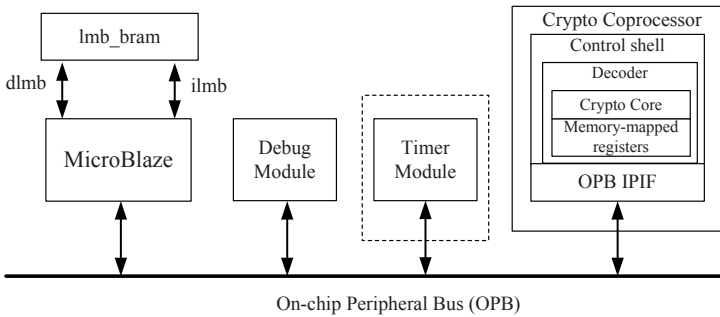 lmb_bram
dlmb
ilmb
MicroBlaze
Debug
Module
Timer
Module
Crypto Coprocessor
Control shell
Decoder
Crypto Core
Memory-mapped
registers
OPB IPIF
On-chip Peripheral Bus (OPB)